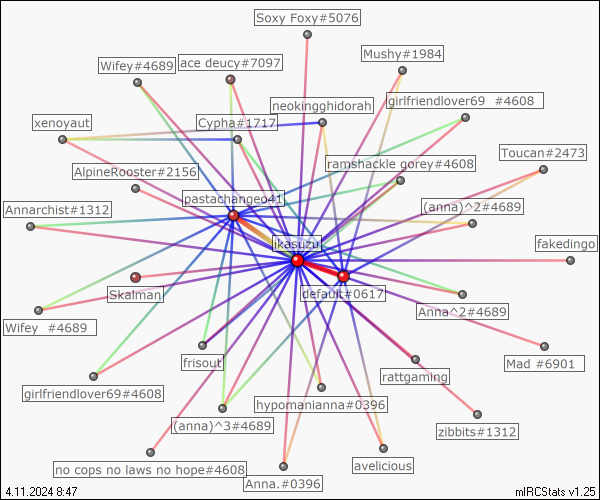 Soxy Foxy#5076
Mushy#1984
Wifey#4689
ace deucy#7097
neokingghidorah
girlfriendlover69   #4608
xenoyaut
Cypha#1717
Toucan#2473
ramshackle gorey#4608
AlpineRooster#2156
pastachangeo41
Annarchist#1312
(anna)^2#4689
ikasuzu
fakedingo
Skalman
default#0617
Anna^2#4689
Wifey  #4689
frisout
Mad #6901
rattgaming
girlfriendlover69#4608
hypomanianna#0396
(anna)^3#4689
zibbits#1312
no cops no laws no hope#4608
avelicious
Anna.#0396
4.11.2024 8:47
mIRCStats v1.25